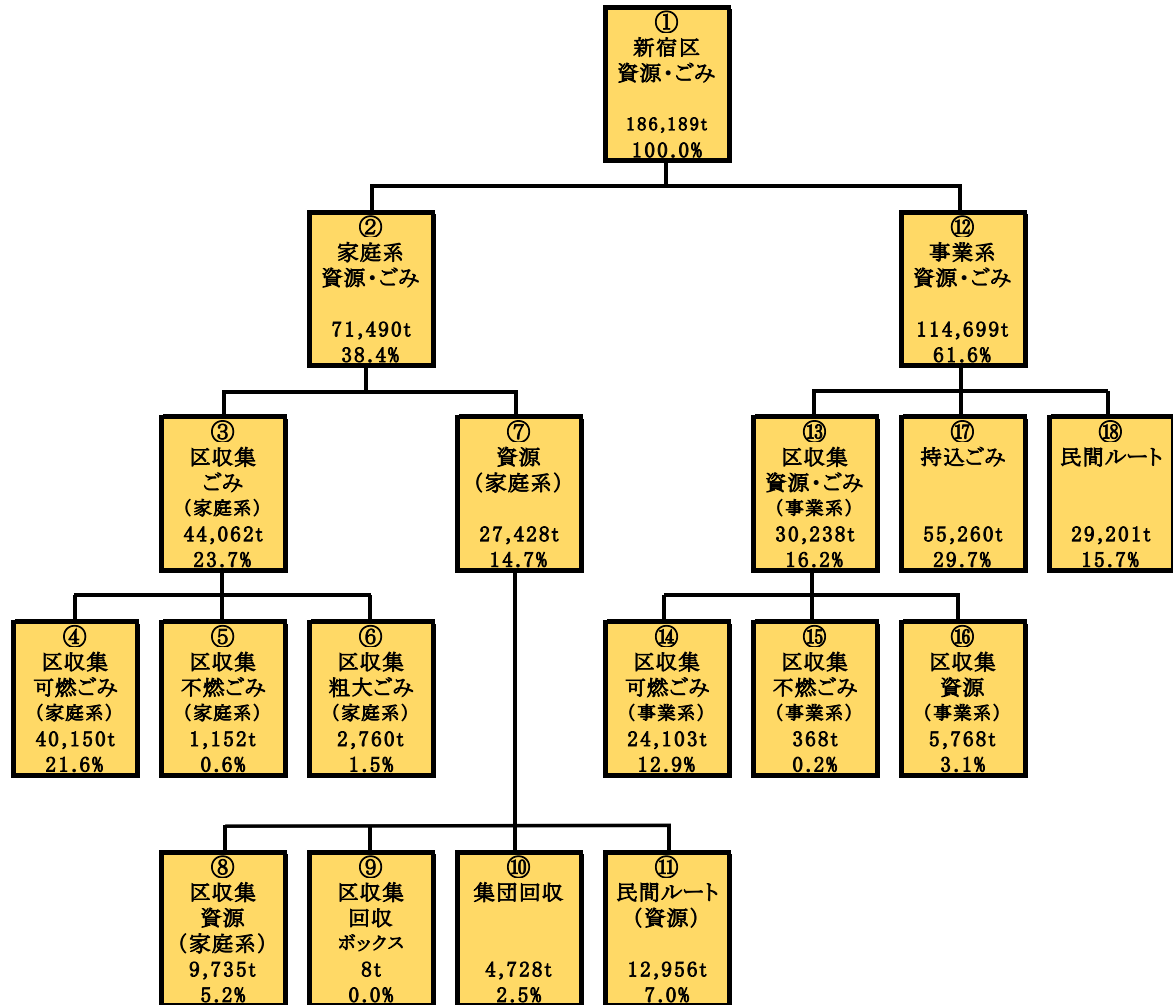 ①
新宿区
資源・ごみ
186,189t
100.0%
②
家庭系
資源・ごみ
71,490t
38.4%
⑫
事業系
資源・ごみ
114,699t
61.6%
③
区収集
ごみ
(家庭系)
44,062t
23.7%
⑦
資源
(家庭系)
27,428t
14.7%
⑬
区収集
資源・ごみ
(事業系)
30,238t
16.2%
⑰
持込ごみ
55,260t
29.7%
⑱
民間ルート
29,201t
15.7%
④
区収集
可燃ごみ
(家庭系)
40,150t
21.6%
⑤
区収集
不燃ごみ
(家庭系)
1,152t
0.6%
⑥
区収集
粗大ごみ
(家庭系)
2,760t
1.5%
⑭
区収集
可燃ごみ
(事業系)
24,103t
12.9%
⑮
区収集
不燃ごみ
(事業系)
368t
0.2%
⑯
区収集
資源
(事業系)
5,768t
3.1%
⑧
区収集
資源
(家庭系)
9,735t
5.2%
⑨
区収集
回収
ボックス
8t
0.0%
⑩
集団回収
4,728t
2.5%
⑪
民間ルート
(資源)
12,956t
7.0%